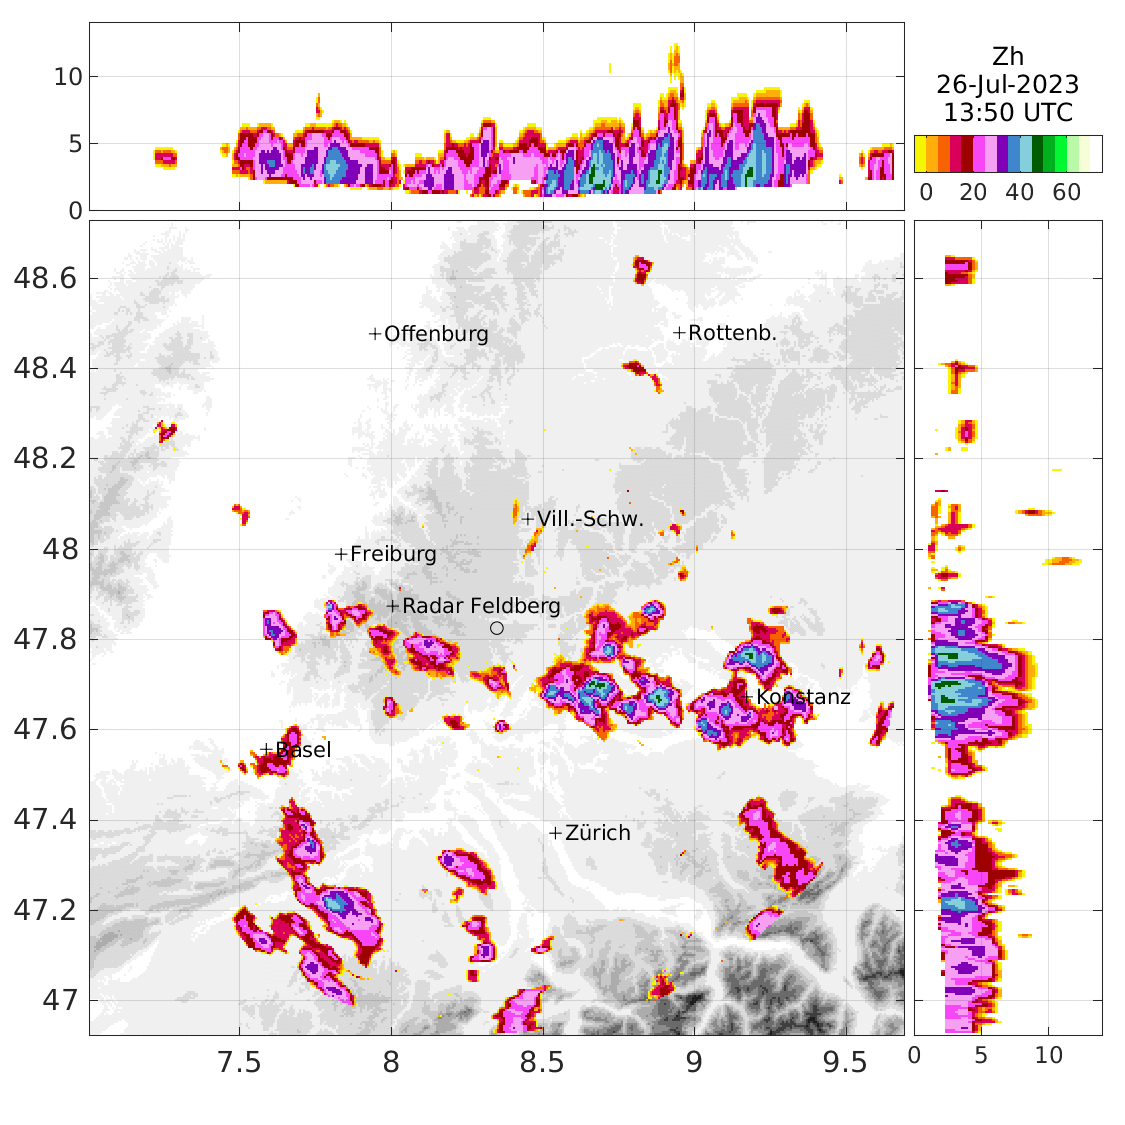 10
5
0
Zh
26-Jul-2023
13:50 UTC
0 20 40 60
48.6
48.4
48.2
48
47.8
47.6
47.4
47.2
47
+Offenburg
+Rottenb.
+Vill.-Schw.
+Freiburg
+Radar Feldberg
+Konstanz
+Basel
+Zürich
7.5 8 8.5 9 9.5
0 5 10